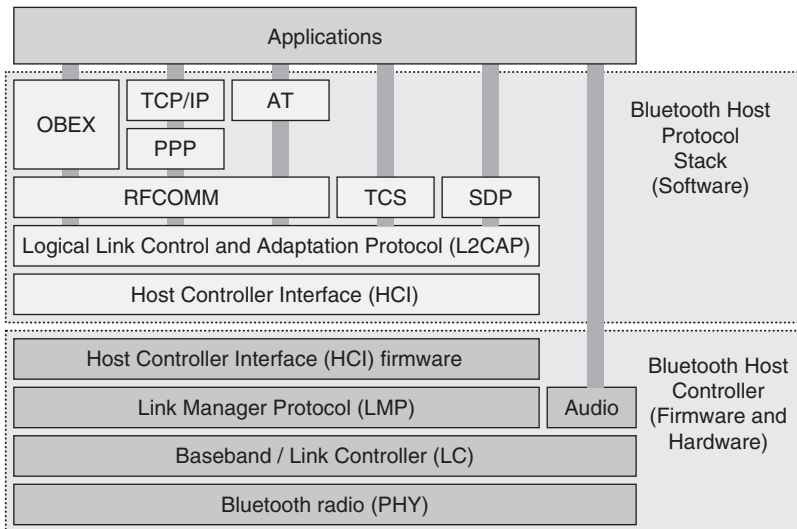 Applications
OBEX
TCP/IP
AT
PPP
RFCOMM
TCS
SDP
Logical Link Control and Adaptation Protocol (L2CAP)
Host Controller Interface (HCI)
Bluetooth Host
Protocol
Stack
(Software)
Host Controller Interface (HCI) firmware
Link Manager Protocol (LMP)
Audio
Baseband / Link Controller (LC)
Bluetooth radio (PHY)
Bluetooth Host
Controller
(Firmware and
Hardware)